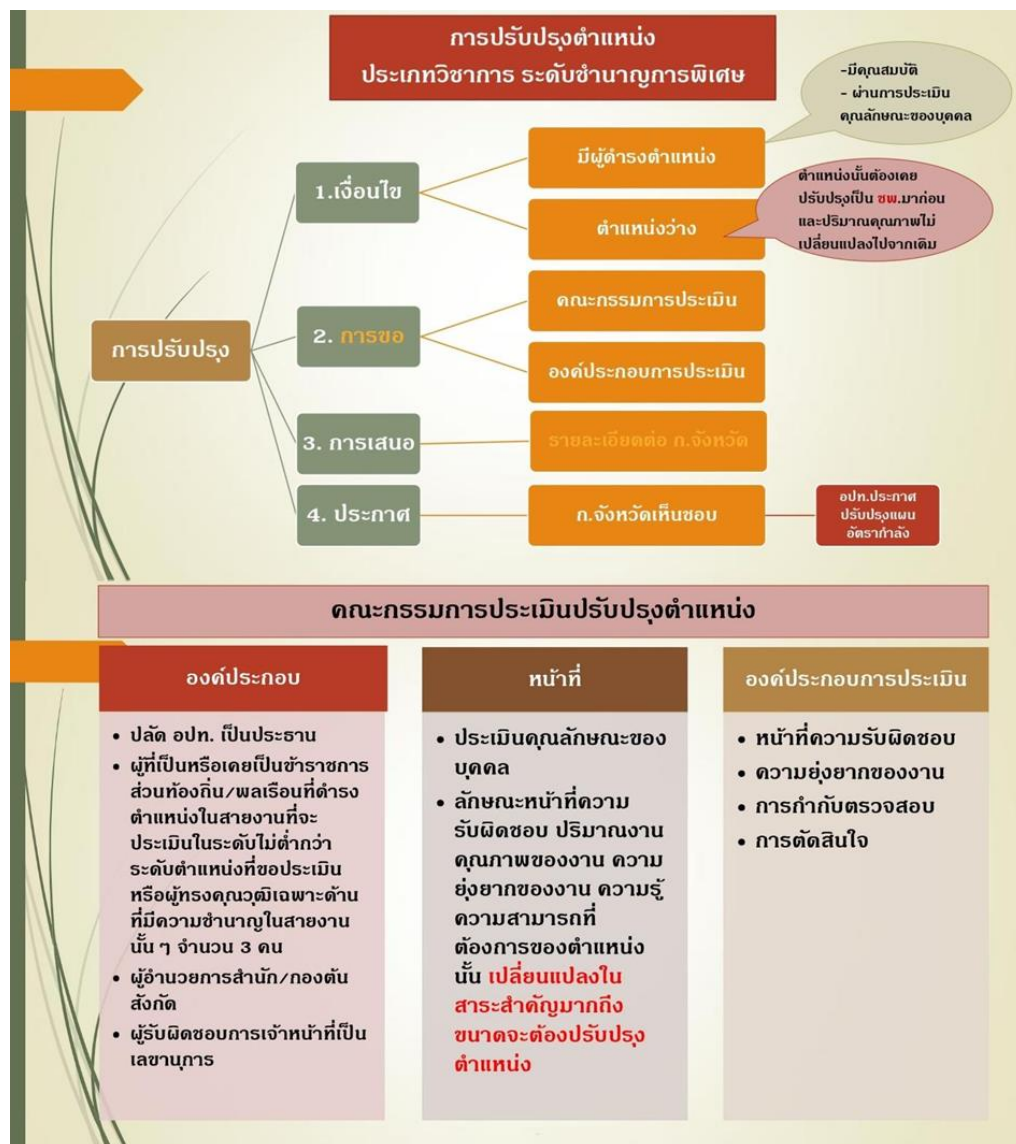 การปรับปรุงตำแหน่ง
ประเภทวิชาการ ระดับชำนาญการพิเศษ
-มีคุณสมบัติ
- ผ่านการประเมิน
คุณลักษณะของบุคคล
มีผู้ดำรงตำแหน่ง
1.เงื่อนไข
ตำแหน่งว่าง
ตำแหน่งนั้นต้องเคย
ปรับปรุงเป็น ชพ.มาก่อน
และปริมาณคุณภาพไม่
เปลี่ยนแปลงไปจากเดิม
การปรับปรุง
2. การขอ
คณะกรรมการประเมิน
องค์ประกอบการประเมิน
3. การเสนอ
รายละเอียดต่อ ก.จังหวัด
4. ประกาศ
ก.จังหวัดเห็นชอบ
อปท.ประกาศ
ปรับปรุงแผน
อัตรากำลัง
คณะกรรมการประเมินปรับปรุงตำแหน่ง
องค์ประกอบ
• ปลัด อปท. เป็นประธาน
• ผู้ที่เป็นหรือเคยเป็นข้าราชการ
ส่วนท้องถิ่น/พลเรือนที่ดำรง
ตำแหน่งในสายงานที่จะ
ประเมินในระดับไม่ต่ำกว่า
ระดับตำแหน่งที่ขอประเมิน
หรือผู้ทรงคุณวุฒิเฉพาะด้าน
ที่มีความชำนาญในสายงาน
นั้น ๆ จำนวน 3 คน
• ผู้อำนวยการสำนัก/กองต้น
สังกัด
• ผู้รับผิดชอบการเจ้าหน้าที่เป็น
เลขานุการ
หน้าที่
• ประเมินคุณลักษณะของ
บุคคล
• ลักษณะหน้าที่ความ
รับผิดชอบ ปริมาณงาน
คุณภาพของงาน ความ
ยุ่งยากของงาน ความรู้
ความสามารถที่
ต้องการของตำแหน่ง
นั้น เปลี่ยนแปลงใน
สาระสำคัญมากถึง
ขนาดจะต้องปรับปรุง
ตำแหน่ง
องค์ประกอบการประเมิน
• หน้าที่ความรับผิดชอบ
• ความยุ่งยากของงาน
• การกำกับตรวจสอบ
• การตัดสินใจ